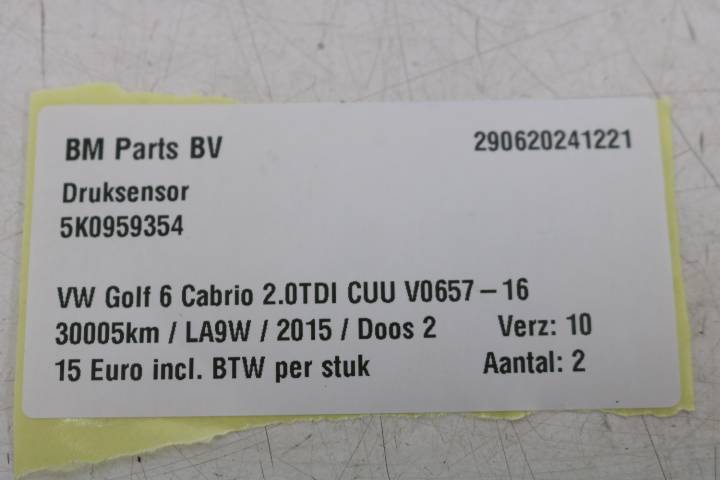 BM Parts BV 290620241221
Druksensor
5K0959354
VW Golf 6 Cabrio 2.0TDI CUU V0657-16
30005km / LA9W / 2015 / Doos 2 Verz: 10
15 Euro incl. BTW per stuk Aantal: 2